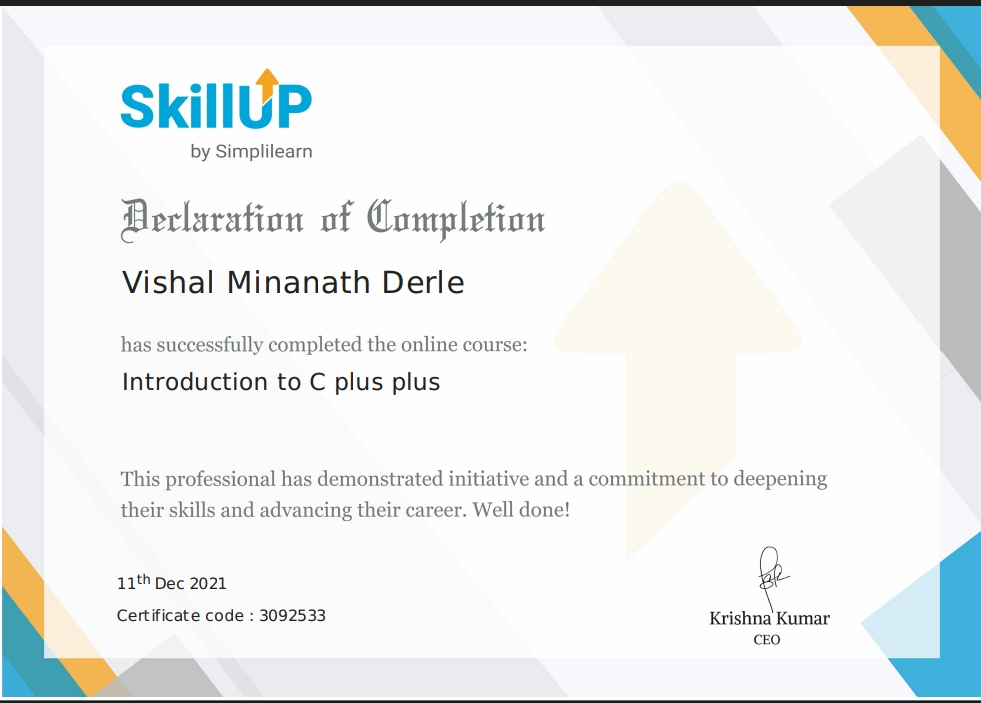 SkillUP
by Simplilearn
Declaration of Completion
Vishal Minanath Derle
has successfully completed the online course:
Introduction to C plus plus
This professional has demonstrated initiative and a commitment to deepening
their skills and advancing their career. Well done!
11th Dec 2021
Certificate code : 3092533
Krishna Kumar
CEO